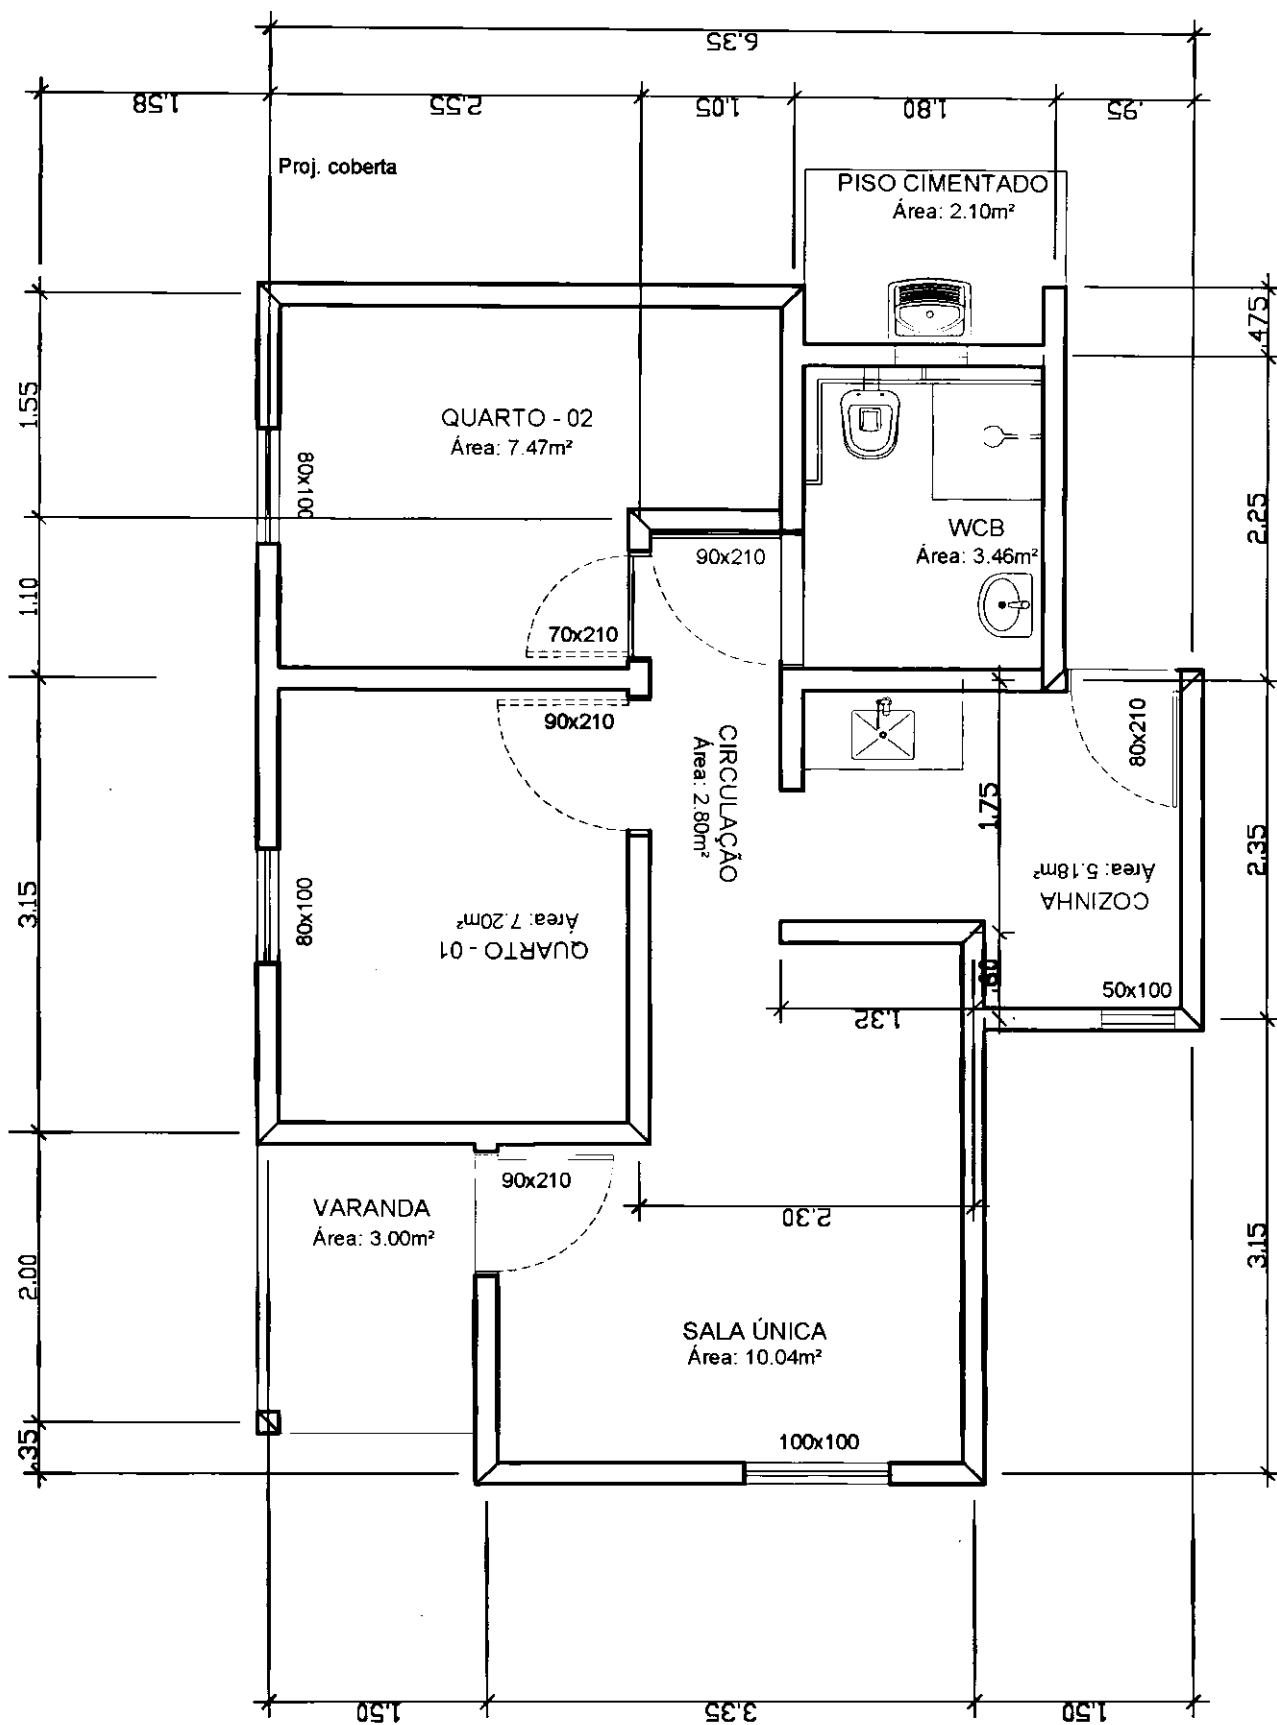 6.35
1.58
2.55
1.05
1.80
.95
Proj. coberta
PISO CIMENTADO
Área: 2.10m²
.475
1.55
QUARTO - 02
Área: 7.47m²
80x100
2.25
WCB
Área: 3.46m²
90x210
1.10
70x210
90x210
80x210
CIRCULAÇÃO
Área: 2.80m²
1.75
2.35
COZINHA
Área: 5.18m²
3.15
80x100
QUARTO - 01
Área: 7.20m²
.60
50x100
1.32
90x210
VARANDA
Área: 3.00m²
2.30
3.15
2.00
SALA ÚNICA
Área: 10.04m²
100x100
.35
1.50
3.35
1.50